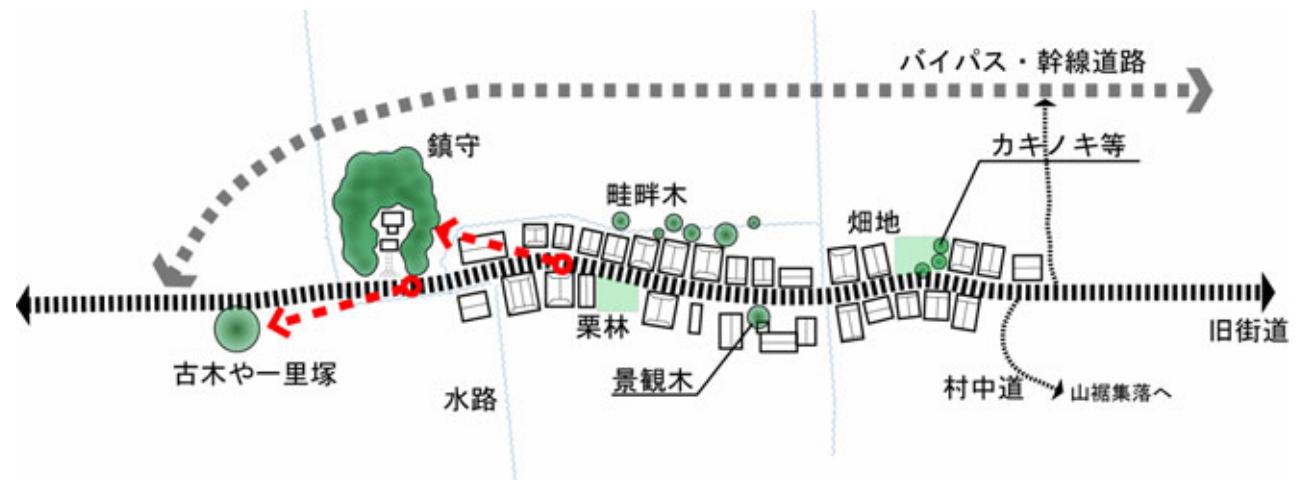 バイパス・幹線道路
鎮守
カキノキ等
畦畔木
畑地
旧街道
栗林
古木や一里塚
景観木
村中道
山裾集落へ
水路